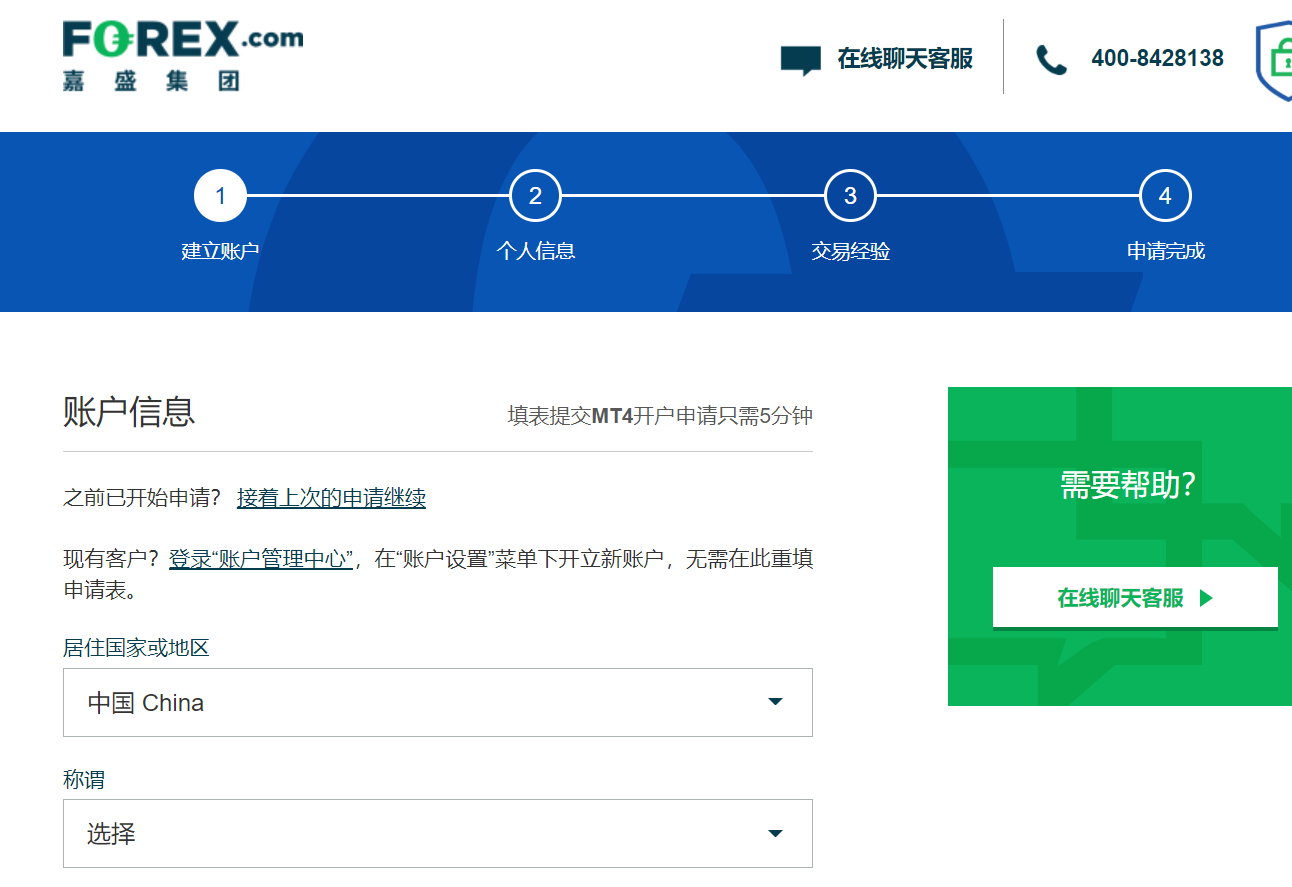 FOREX.com
嘉盛集团
在线聊天客服
400-8428138
1
2
3
4
建立账户
个人信息
交易经验
申请完成
账户信息
填表提交MT4开户申请只需5分钟
之前已开始申请? 接着上次的申请继续
现有客户? 登录“账户管理中心”，在“账户设置”菜单下开立新账户，无需在此重填
申请表。
居住国家或地区
中国 China
称谓
选择
需要帮助?
在线聊天客服